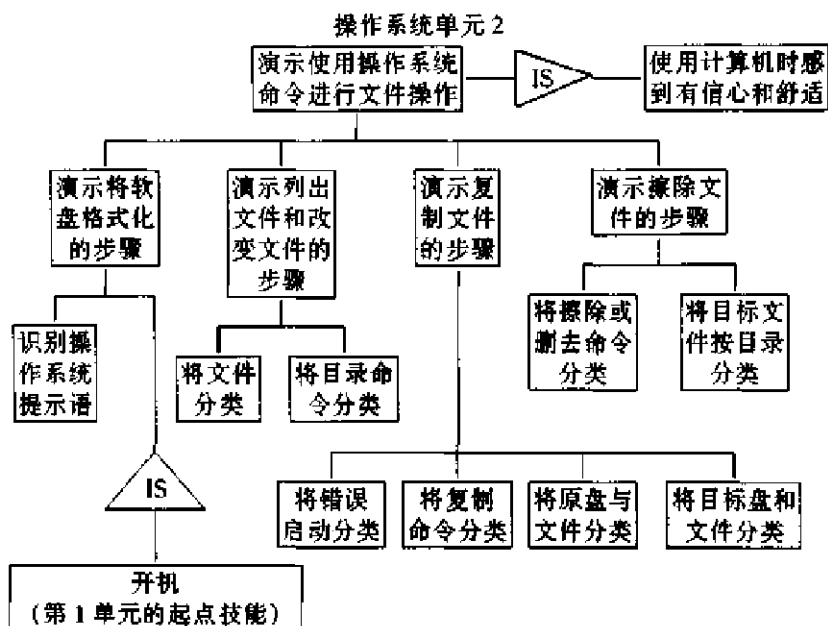 操作系统单元2
演示使用操作系统
命令进行文件操作
IS
使用计算机时感
到有信心和舒适
演示将软
盘格式化
的步骤
演示列出
文件和改
变文件的
步骤
演示复
制文件
的步骤
演示擦除文
件的步骤
识别操
作系统
提示语
将文件
分类
将目录命
令分类
将擦除或
删去命令
分类
将目标文
件按目录
分类
IS
将错误
启动分类
将复制
命令分类
将原盘与
文件分类
将目标盘和
文件分类
开机
(第1单元的起点技能)